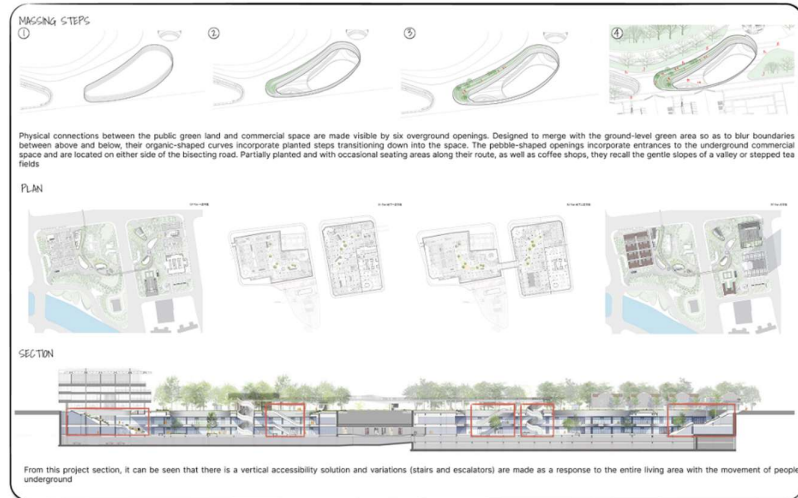 MASSING STEPS
1
2
3
4
Physical connections between the public green land and commercial space are made visible by six overground openings. Designed to merge with the ground-level green area so as to blur boundaries
between above and below, their organic-shaped curves incorporate planted steps transitioning down into the space. The pebble-shaped openings incorporate entrances to the underground commercial
space and are located on either side of the bisecting road. Partially planted and with occasional seating areas along their route, as well as coffee shops, they recall the gentle slopes of a valley or stepped tea
fields
PLAN
SECTION
From this project section, it can be seen that there is a vertical accessibility solution and variations (stairs and escalators) are made as a response to the entire living area with the movement of people
underground